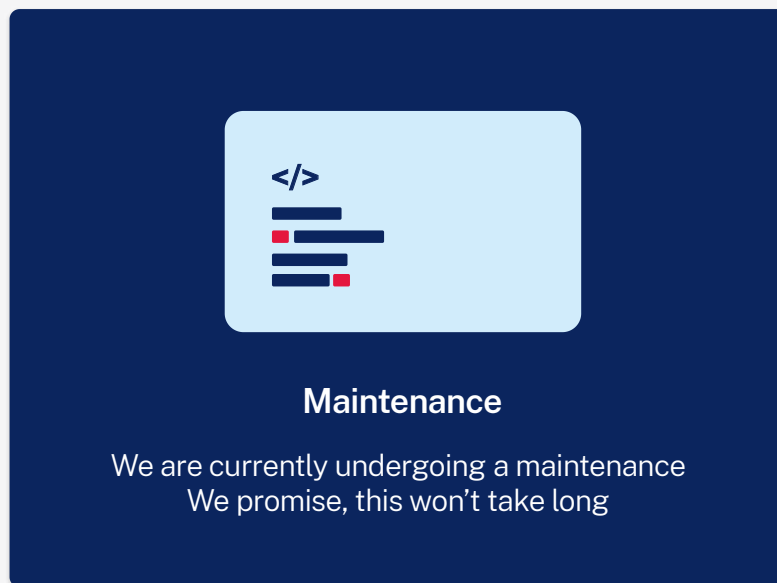 </>
Maintenance
We are currently undergoing a maintenance
We promise, this won’t take long